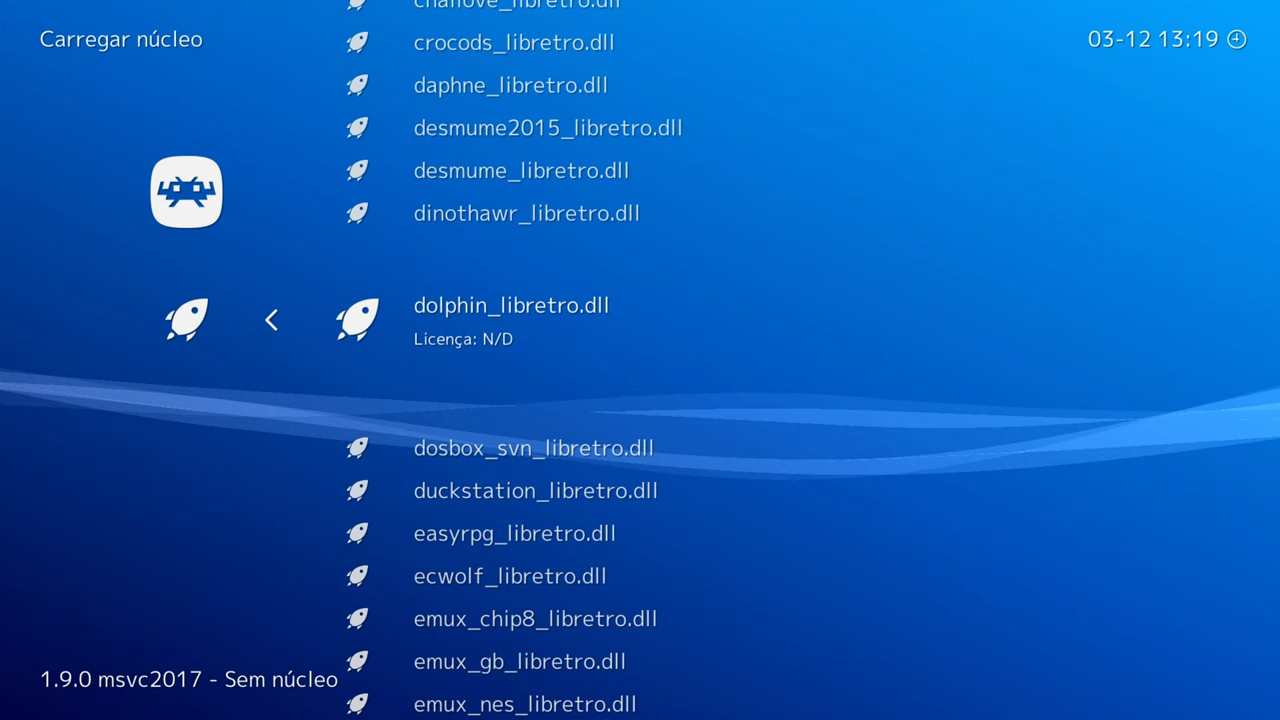 chailove_libretro.dll
Carregar núcleo
03-12 13:19
crocods_libretro.dll
daphne_libretro.dll
desmume2015_libretro.dll
desmume_libretro.dll
dinothawr_libretro.dll
dolphin_libretro.dll
Licença: N/D
dosbox_svn_libretro.dll
duckstation_libretro.dll
easyrpg_libretro.dll
ecwolf_libretro.dll
emux_chip8_libretro.dll
emux_gb_libretro.dll
1.9.0 msvc2017 - Sem núcleo
emux_nes_libretro.dll